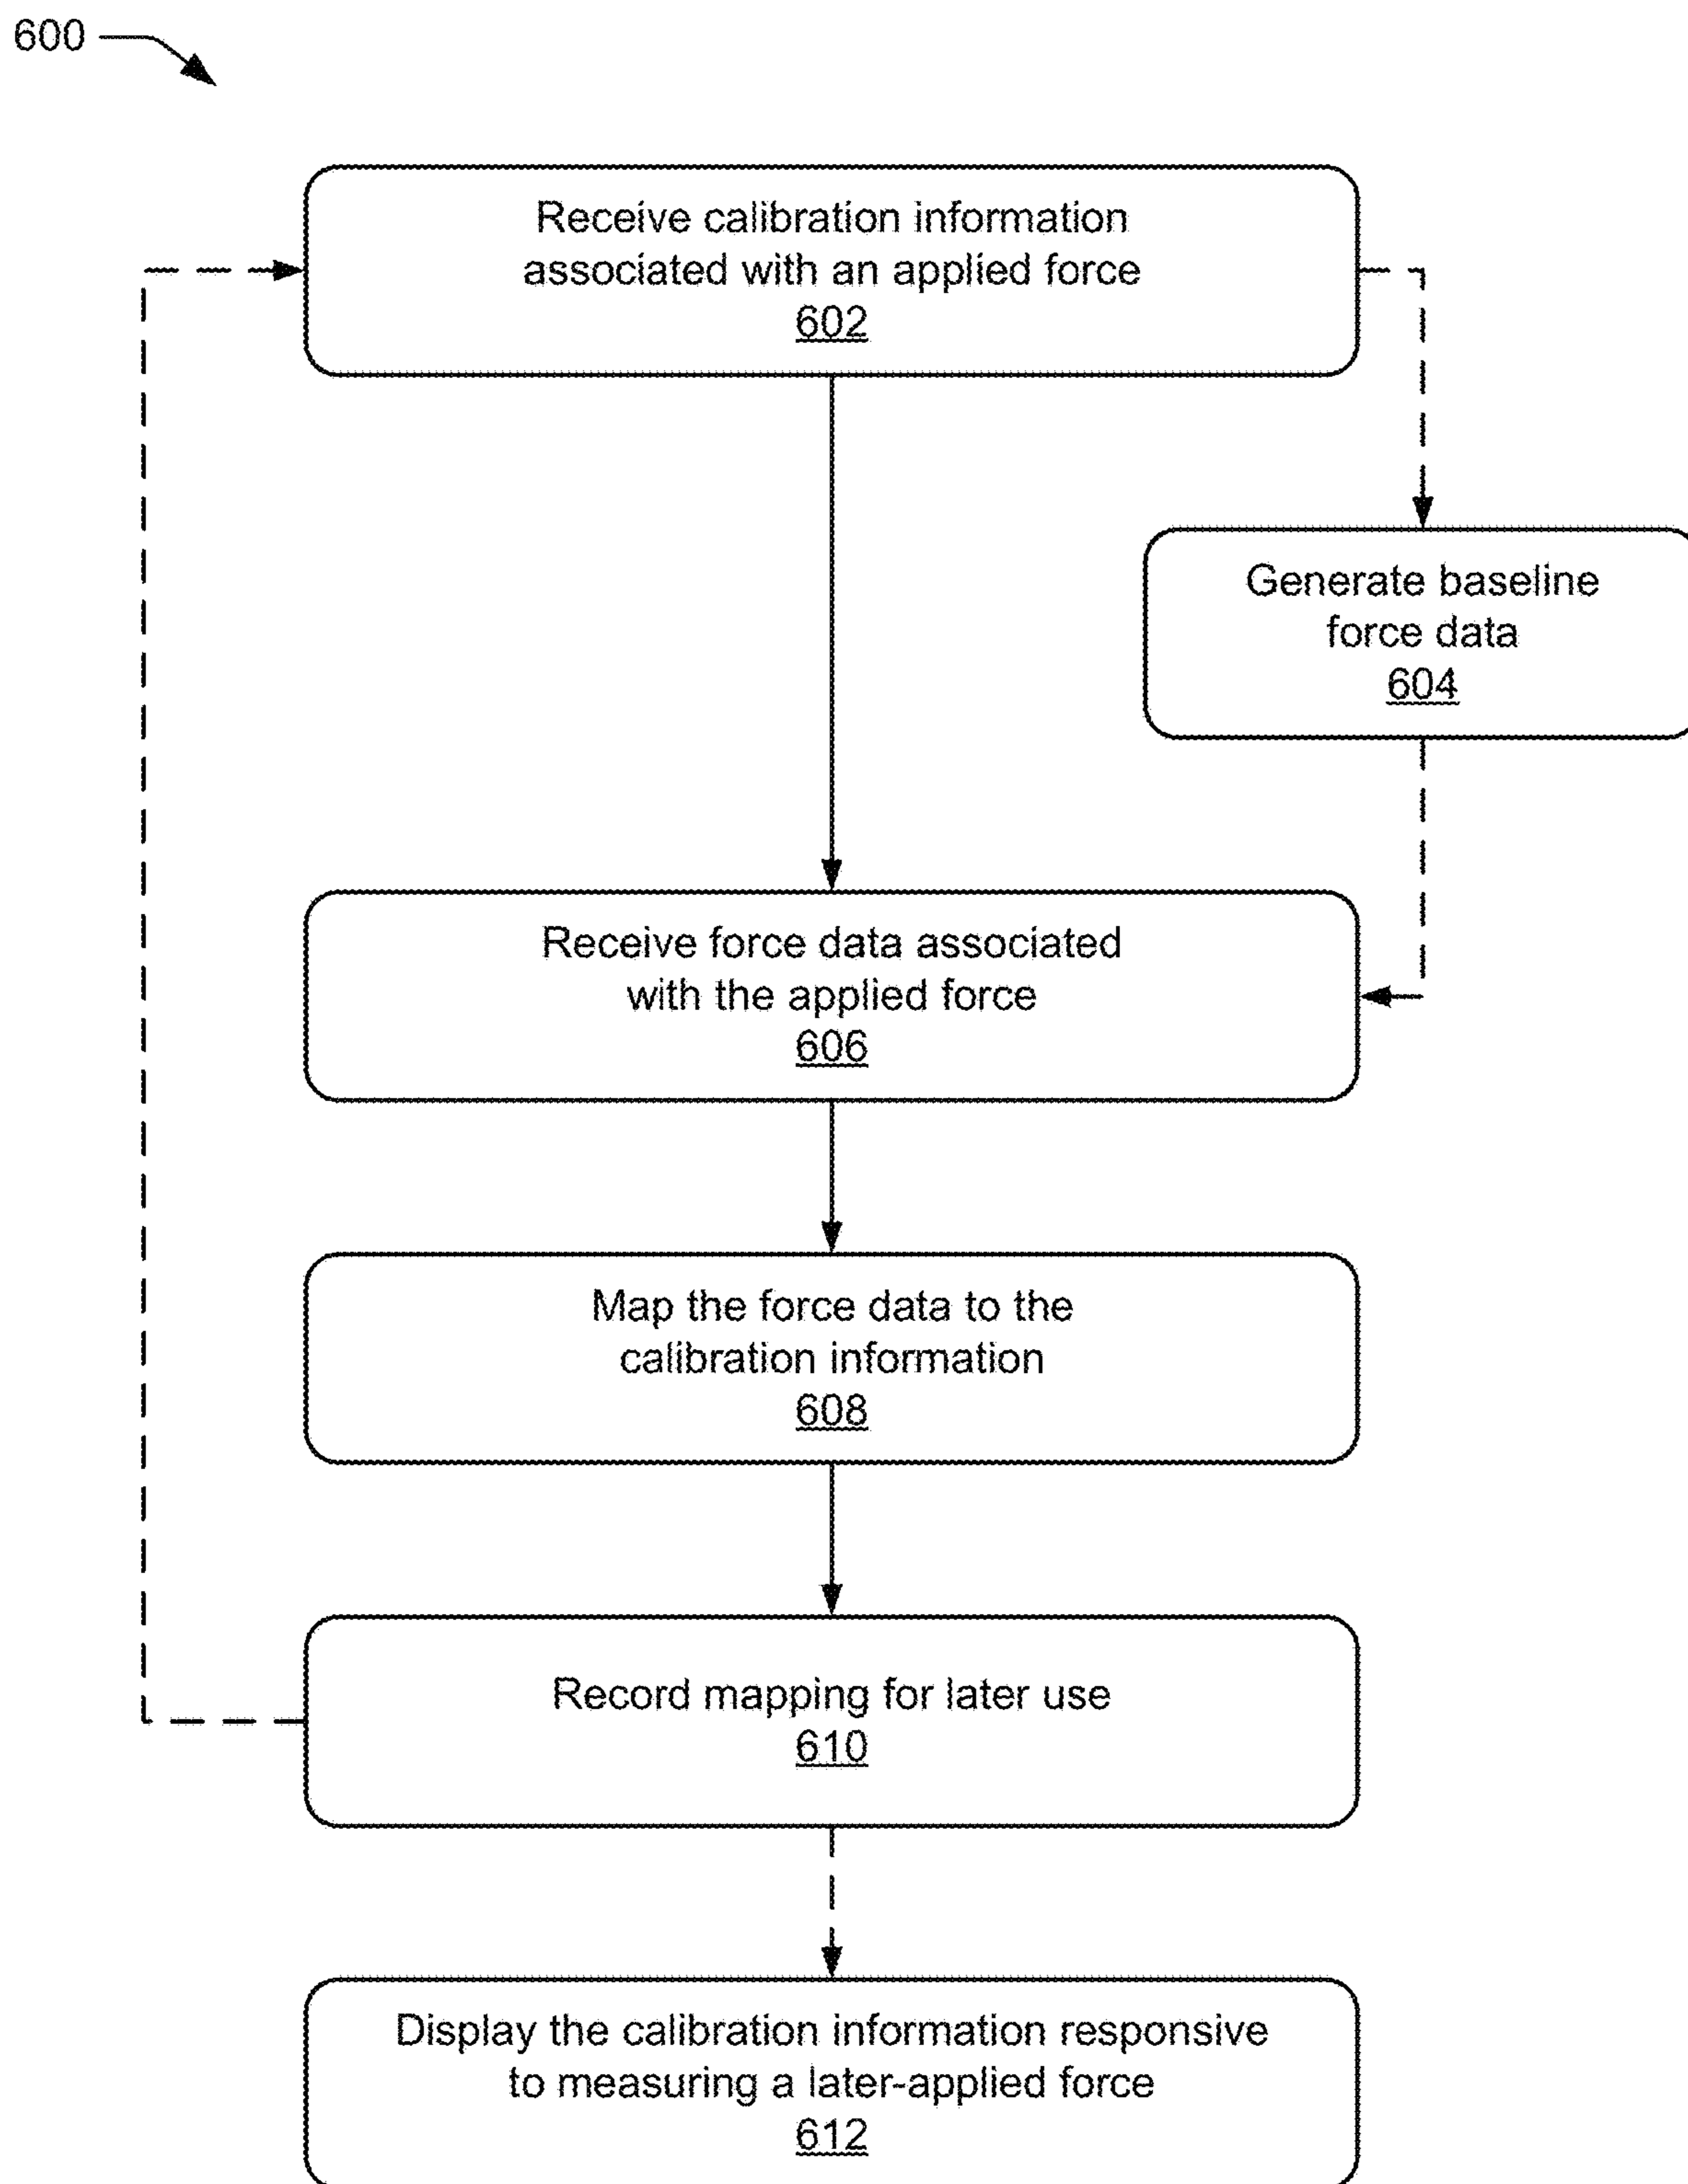 600
Receive calibration information
associated with an applied force
602
Generate baseline
force data
604
Receive force data associated
with the applied force
606
Map the force data to the
calibration information
608
Record mapping for later use
610
Display the calibration information responsive
to measuring a later-applied force
612